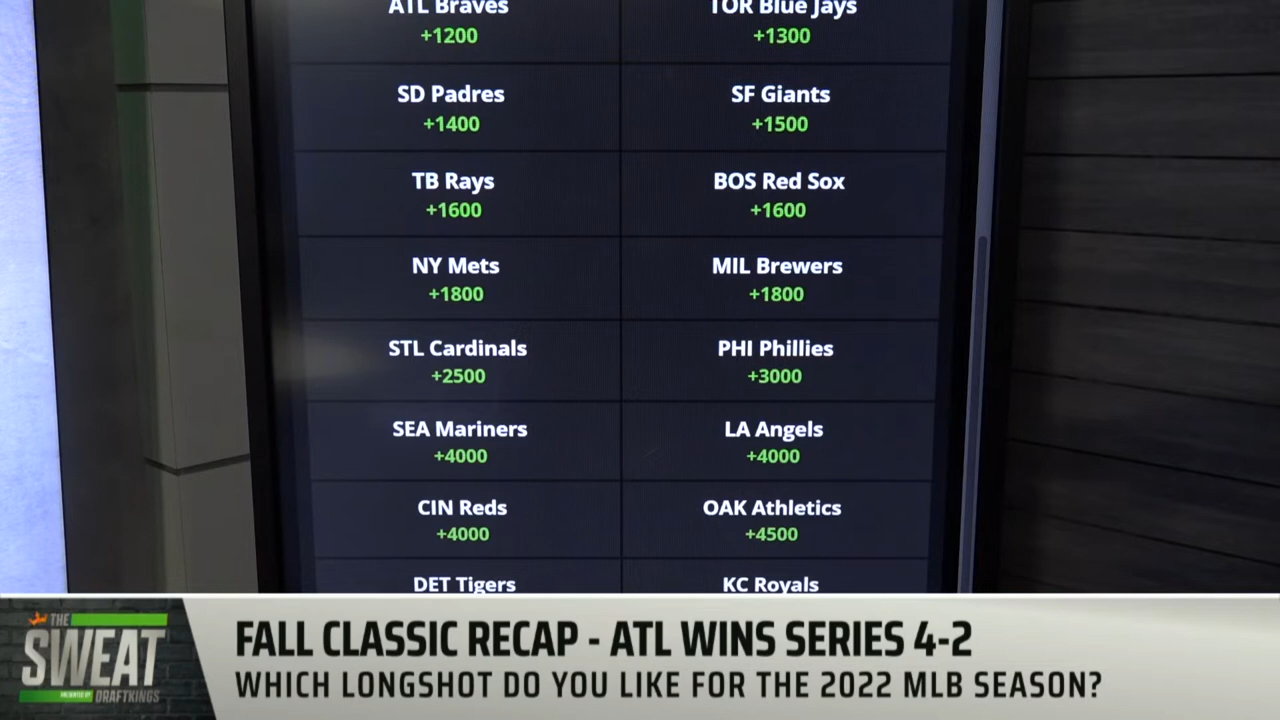 ATL Braves
+1200
TOR Blue Jays
+1300
SD Padres
+1400
SF Giants
+1500
TB Rays
+1600
BOS Red Sox
+1600
NY Mets
+1800
MIL Brewers
+1800
STL Cardinals
+2500
PHI Phillies
+3000
SEA Mariners
+4000
LA Angels
+4000
CIN Reds
+4000
OAK Athletics
+4500
DET Tigers
KC Royals
THE
SWEAT
PRESENTED BY DRAFTKINGS
FALL CLASSIC RECAP - ATL WINS SERIES 4-2
WHICH LONGSHOT DO YOU LIKE FOR THE 2022 MLB SEASON?